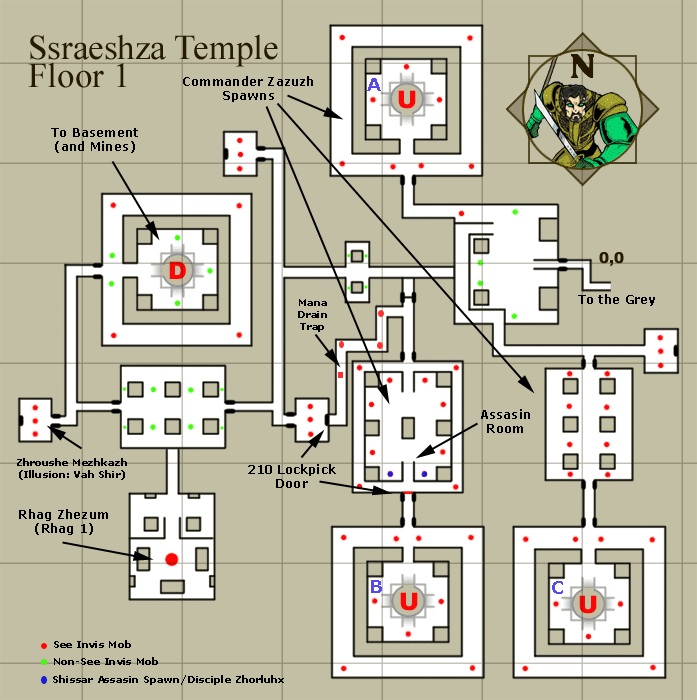 Ssraeshza Temple
Floor 1
Commander Zazuzh
Spawns
A
U
N
To Basement
(and Mines)
D
0,0
To the Grey
Mana
Drain
Trap
Assasin
Room
Zhroushe Mezhkazh
(Illusion: Vah Shir)
210 Lockpick
Door
Rhag Zhezum
(Rhag 1)
B
U
C
U
See Invis Mob
Non-See Invis Mob
Shissar Assasin Spawn/Disciple Zhorluhx